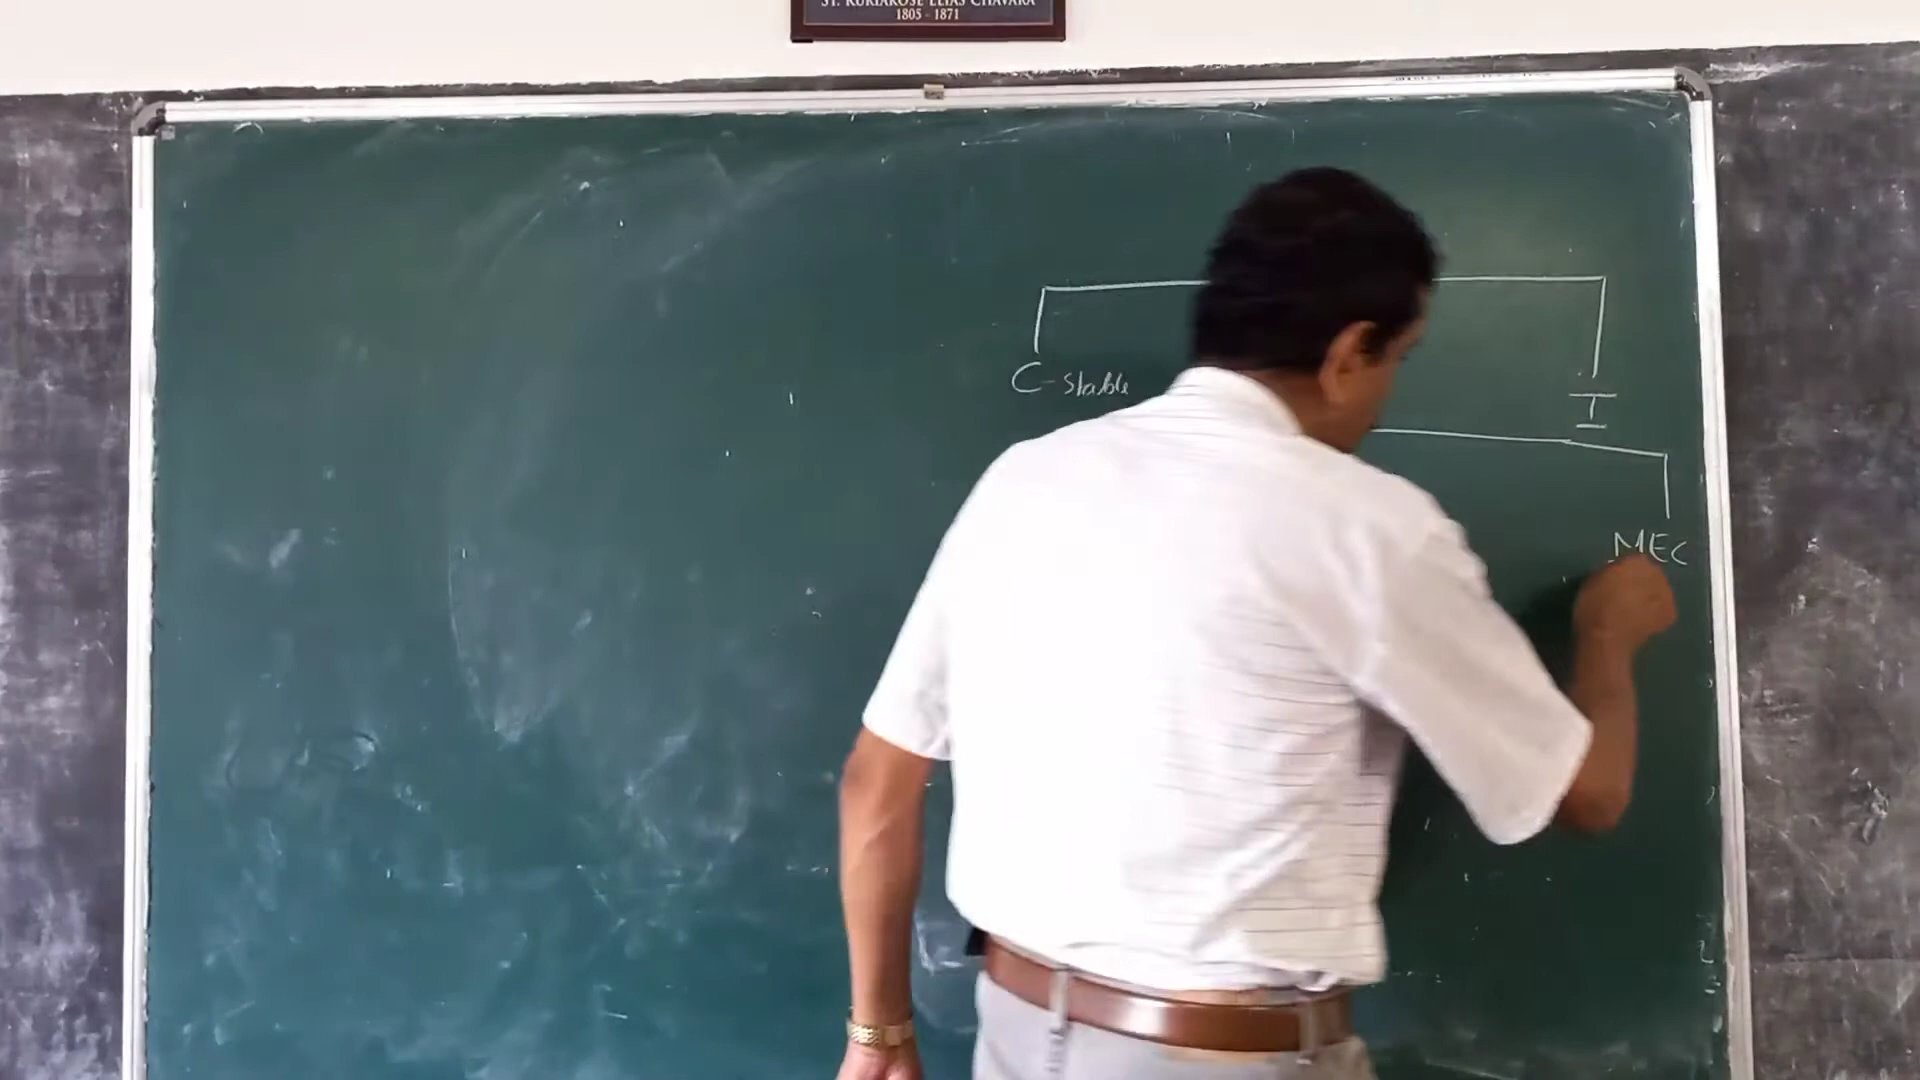 ST. KURIAKOSE ELIAS CHAVARA
1805 - 1871
C-stable
I
MEC